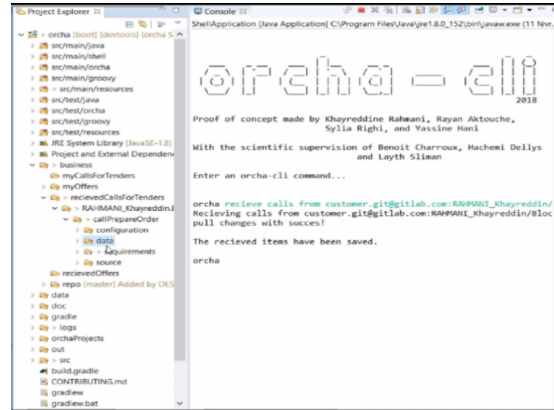 Project Explorer
> orcha [boot] [devtools] [orcha S
> src/main/java
> src/main/shell
> src/main/orcha
> src/main/groovy
> src/main/resources
> src/test/java
> src/test/orcha
> src/test/groovy
> src/test/resources
> JRE System Library [JavaSE-1.8]
> Project and External Dependen
> business
myCallsForTenders
> myOffers
> recievedCallsForTenders
> RAHMANI_Khayreddin.I
> callPrepareOrder
> configuration
> data
> requirements
> source
recievedOffers
> repo [master] Added by DES
> data
> doc
> gradle
> logs
> orchaProjects
> out
> src
build.gradle
CONTRIBUTING.md
gradlew
gradlew.bat
Console
ShellApplication [Java Application] C:\Program Files\Java\jre1.8.0_152\bin\javaw.exe (11 févr.
orcha-cli
2018
Proof of concept made by Khayreddine Rahmani, Rayan Aktouche,
Sylia Righi, and Yassine Hani
With the scientific supervision of Benoit Charroux, Hachemi Dellys
and Layth Sliman
Enter an orcha-cli command...
orcha recieve calls from customer.git@gitlab.com:RAHMANI_Khayreddin/
Recieving calls from customer.git@gitlab.com:RAHMANI_Khayreddin/Bloc
pull changes with succes!
The recieved items have been saved.
orcha